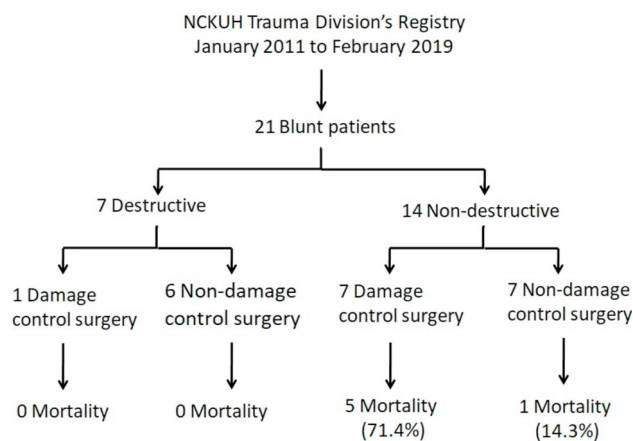 NCKUH Trauma Division's Registry
January 2011 to February 2019
21 Blunt patients
7 Destructive
14 Non-destructive
1 Damage
control surgery
6 Non-damage
control surgery
7 Damage
control surgery
7 Non-damage
control surgery
0 Mortality
0 Mortality
5 Mortality
(71.4%)
1 Mortality
(14.3%)